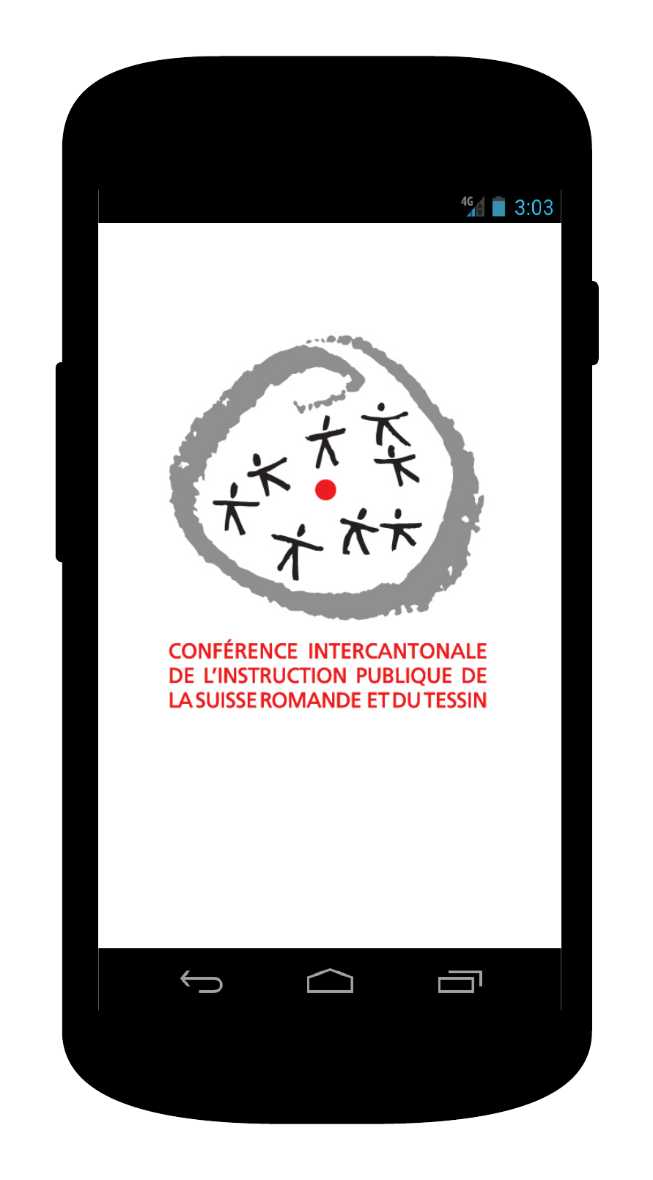 4G 3:03
CONFÉRENCE INTERCANTONALE
DE L'INSTRUCTION PUBLIQUE DE
LA SUISSE ROMANDE ET DU TESSIN